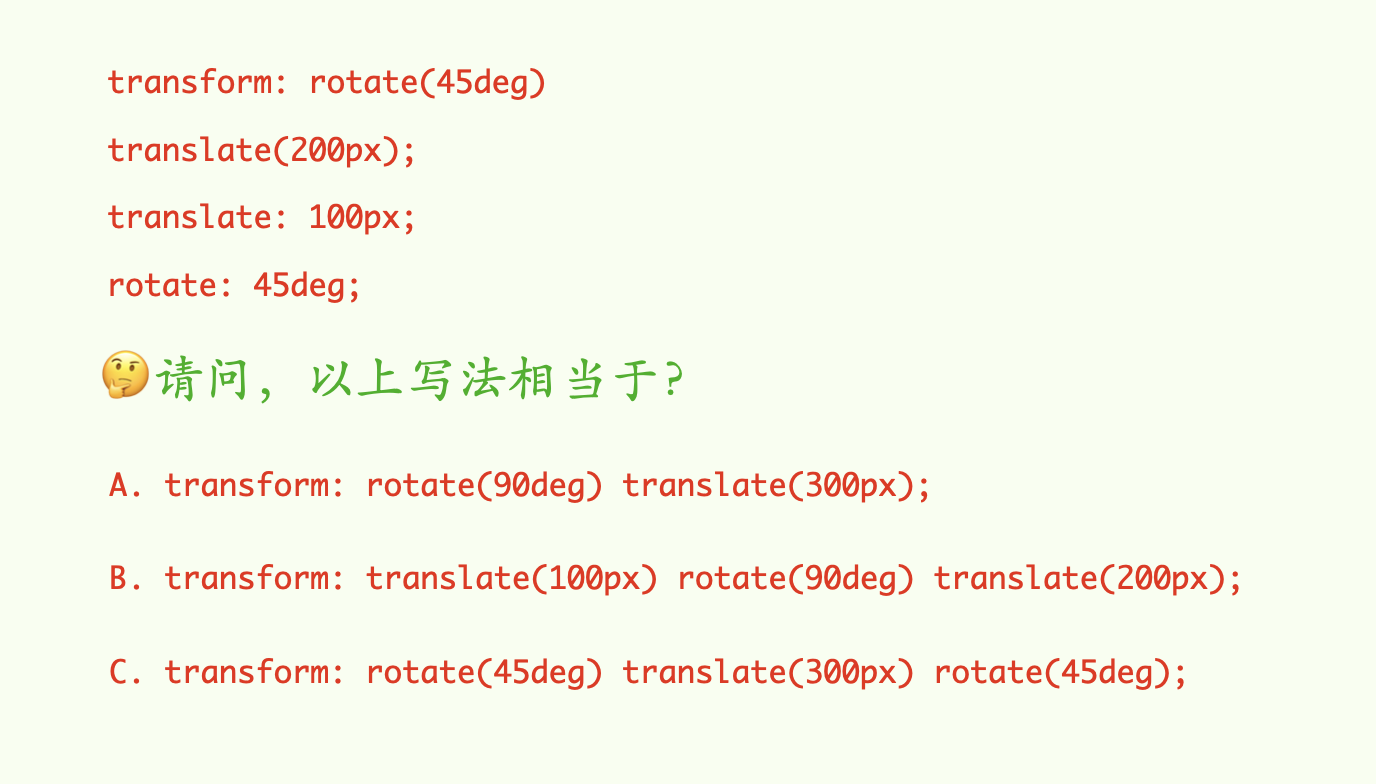 transform: rotate(45deg)
translate(200px);
translate: 100px;
rotate: 45deg;
🤔请问，以上写法相当于？
A. transform: rotate(90deg) translate(300px);
B. transform: translate(100px) rotate(90deg) translate(200px);
C. transform: rotate(45deg) translate(300px) rotate(45deg);